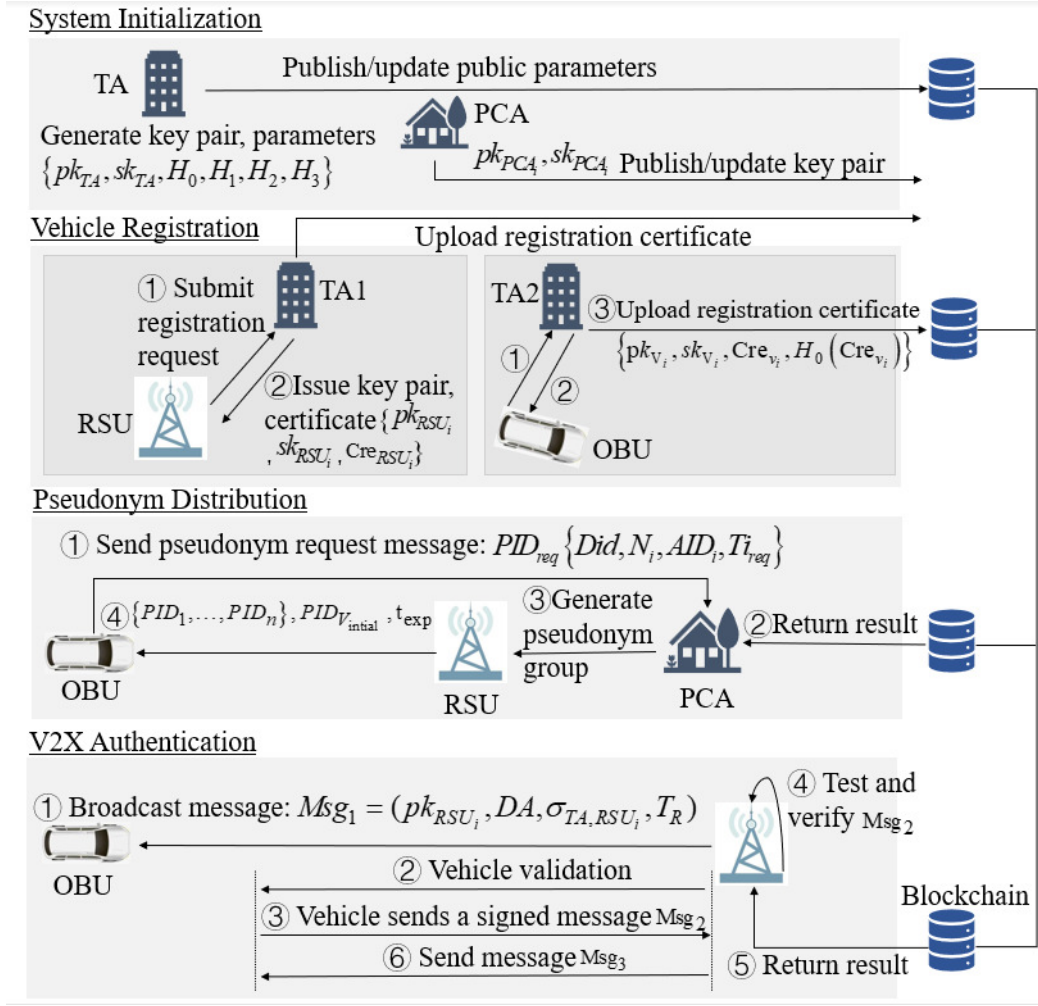 System Initialization
TA
Publish/update public parameters
PCA
Generate key pair, parameters
{pk_TA, sk_TA, H_0, H_1, H_2, H_3}
pk_PCA_i, sk_PCA_i
Publish/update key pair
Vehicle Registration
Upload registration certificate
① Submit
registration
request
TA1
RSU
②Issue key pair,
certificate{pk_RSU_i
, sk_RSU_i, Cre_RSU_i}
TA2
③Upload registration certificate
{pk_V_i, sk_V_i, Cre_v_i, H_0(Cre_v_i)}
①
②
OBU
Pseudonym Distribution
① Send pseudonym request message: PID_req{Did, N_i, AID_i, Ti_req}
④{PID_1,…,PID_n}, PID_V_intial, t_exp
③Generate
pseudonym
group
②Return result
OBU
RSU
PCA
V2X Authentication
① Broadcast message: Msg_1 = (pk_RSU_i, DA, σ_TA,RSU_i, T_R)
④ Test and
verify Msg_2
OBU
② Vehicle validation
③ Vehicle sends a signed message Msg_2
⑥ Send message Msg_3
⑤ Return result
Blockchain